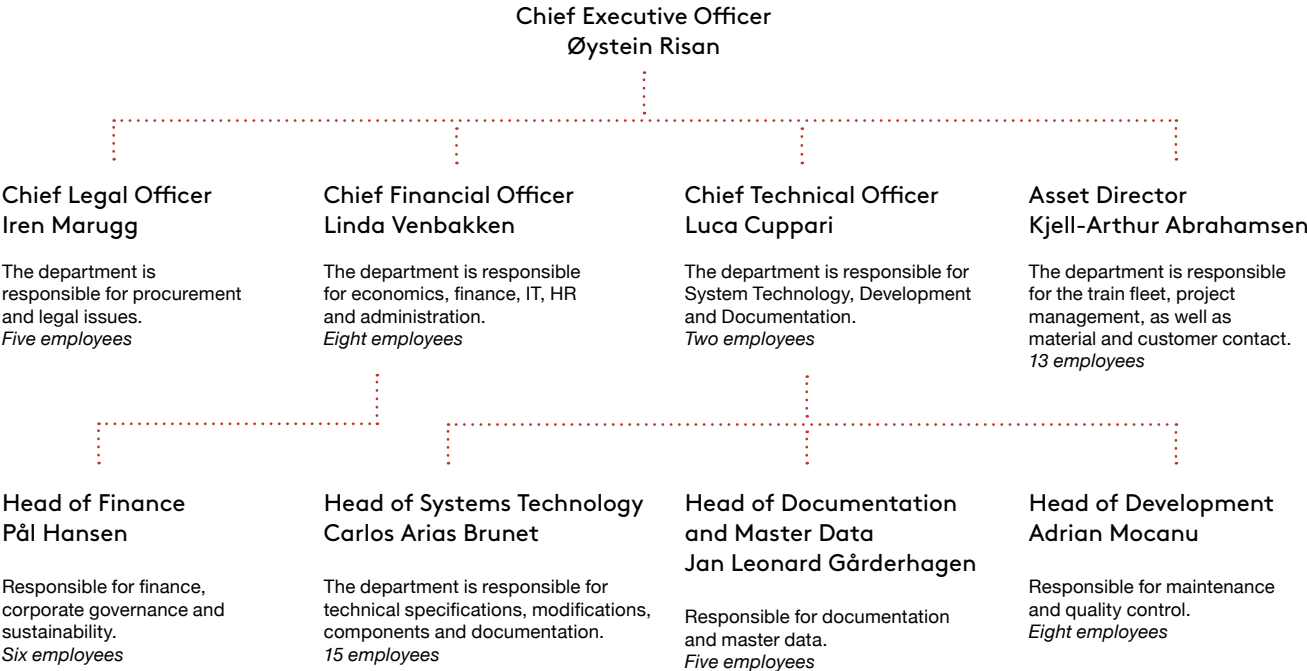 Chief Executive Officer
Øystein Risan
Chief Legal Officer
Iren Marugg
The department is
responsible for procurement
and legal issues.
Five employees
Chief Financial Officer
Linda Venbakken
The department is responsible
for economics, finance, IT, HR
and administration.
Eight employees
Chief Technical Officer
Luca Cuppari
The department is responsible for
System Technology, Development
and Documentation.
Two employees
Asset Director
Kjell-Arthur Abrahamsen
The department is responsible
for the train fleet, project
management, as well as
material and customer contact.
13 employees
Head of Finance
Pål Hansen
Responsible for finance,
corporate governance and
sustainability.
Six employees
Head of Systems Technology
Carlos Arias Brunet
The department is responsible for
technical specifications, modifications,
components and documentation.
15 employees
Head of Documentation
and Master Data
Jan Leonard Gårderhagen
Responsible for documentation
and master data.
Five employees
Head of Development
Adrian Mocanu
Responsible for maintenance
and quality control.
Eight employees